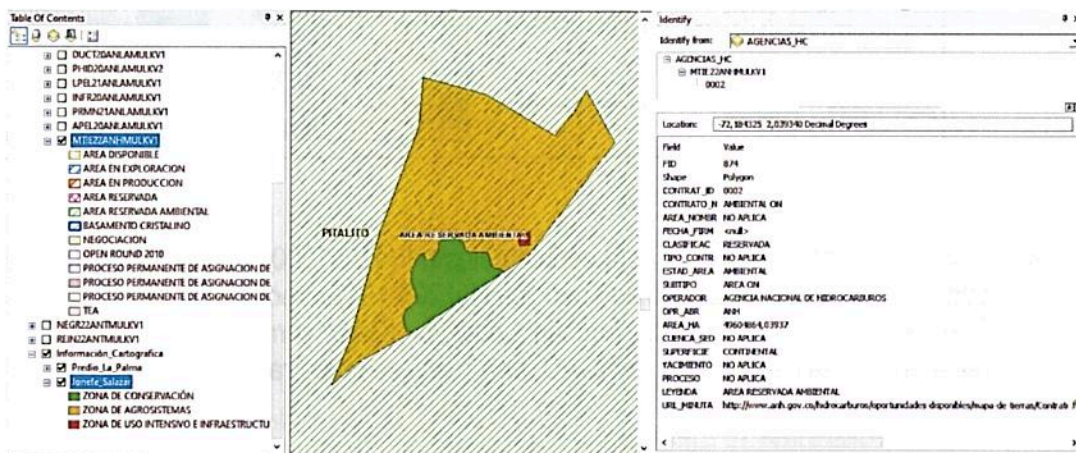 Table Of Contents
DUCT20ANLAMULKV1
PHID20ANLAMULKV2
LPEL21ANLAMULKV1
INFR20ANLAMULKV1
PRMN21ANLAMULKV1
APEL20ANLAMULKV1
MTIE22ANHMULKV1
AREA DISPONIBLE
AREA EN EXPLORACION
AREA EN PRODUCCION
AREA RESERVADA
AREA RESERVADA AMBIENTAL
BASAMENTO CRISTALINO
NEGOCIACION
OPEN ROUND 2010
PROCESO PERMANENTE DE ASIGNACION DE
PROCESO PERMANENTE DE ASIGNACION DE
PROCESO PERMANENTE DE ASIGNACION DE
TEA
NEGR22ANTMULKV1
REIN22ANTMULKV1
Información_Cartografica
Predio_La_Palma
Jonefe_Salazar
ZONA DE CONSERVACIÓN
ZONA DE AGROSISTEMAS
ZONA DE USO INTENSIVO E INFRAESTRUCTU
PITALITO
AREA RESERVADA AMBIENTAL
Identify
Identify from: AGENCIAS_HC
AGENCIAS_HC
MTIE22ANHMULKV1
0002
Location: -72,184325 2,039340 Decimal Degrees
Field Value
FID 874
Shape Polygon
CONTRAT_ID 0002
CONTRATO_N AMBIENTAL ON
AREA_NOMBR NO APLICA
FECHA_FIRM <null>
CLASIFICAC RESERVADA
TIPO_CONTR NO APLICA
ESTAD_AREA AMBIENTAL
SUBTIPO AREA ON
OPERADOR AGENCIA NACIONAL DE HIDROCARBUROS
OPR_ABR ANH
AREA_HA 49604864,03937
CUENCA_SED NO APLICA
SUPERFICIE CONTINENTAL
YACIMIENTO NO APLICA
PROCESO NO APLICA
LEYENDA AREA RESERVADA AMBIENTAL
URL_MINUTA http://www.anh.gov.co/hidrocarburos/oportunidades disponibles/mapa de tierras/Contrati